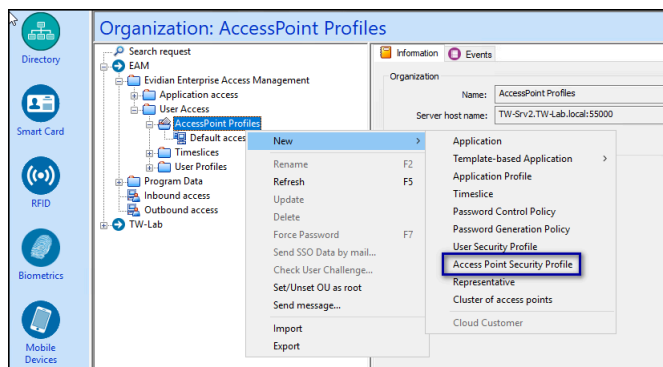 Organization: AccessPoint Profiles
Directory
Smart Card
RFID
Biometrics
Mobile
Devices
Search request
EAM
Evidian Enterprise Access Management
Application access
User Access
AccessPoint Profiles
Default acces
Timeslices
User Profiles
Program Data
Inbound access
Outbound access
TW-Lab
Information
Events
Organization
Name: AccessPoint Profiles
Server host name: TW-Srv2.TW-Lab.local:55000
New
Rename F2
Refresh F5
Update
Delete
Force Password F7
Send SSO Data by mail...
Check User Challenge...
Set/Unset OU as root
Send message...
Import
Export
Application
Template-based Application
Application Profile
Timeslice
Password Control Policy
Password Generation Policy
User Security Profile
Access Point Security Profile
Representative
Cluster of access points
Cloud Customer